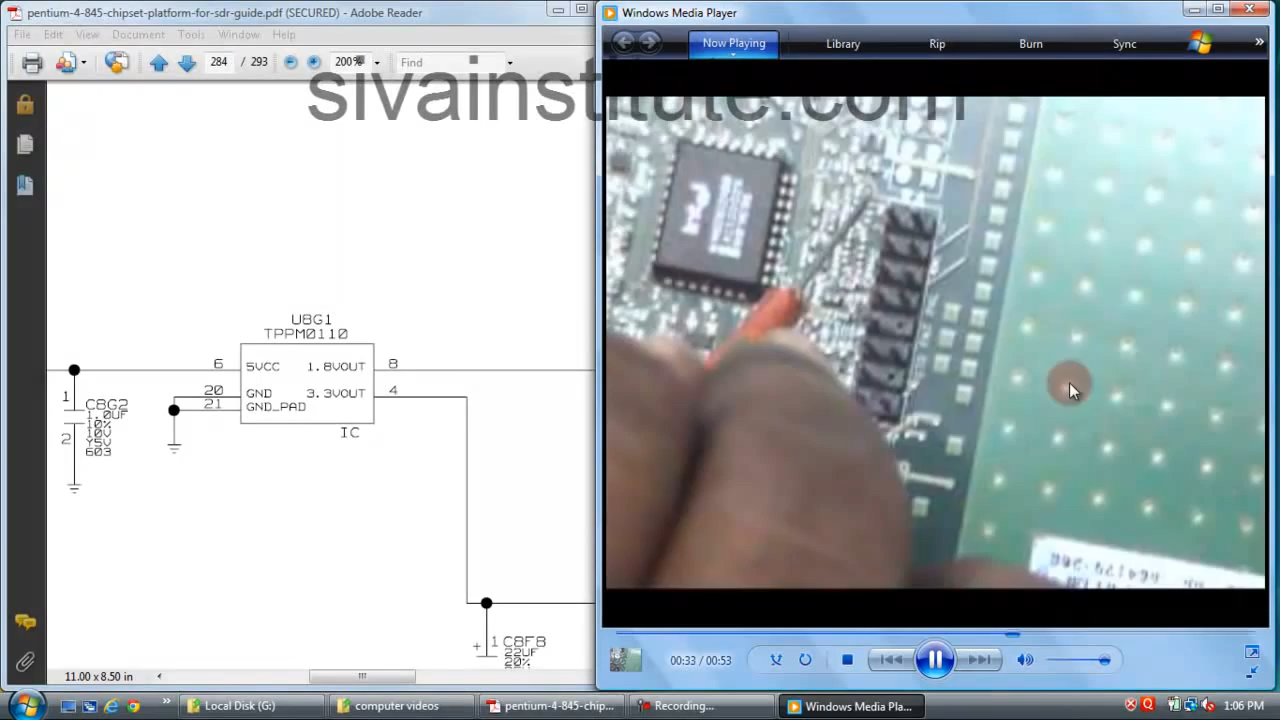 pentium-4-845-chipset-platform-for-sdr-guide.pdf (SECURED) - Adobe Reader
File Edit View Document Tools Window Help
284 / 293 200% Find
sivainstitute.com
U8G1
TPPM0110
6 5VCC 1.8VOUT 8
20 GND 3.3VOUT 4
21 GND_PAD
IC
1
C8G2
1.0UF
10%
10V
Y5V
603
2
+ 1 C8FB
22UF
20%
11.00 x 8.50 in
Windows Media Player
Now Playing Library Rip Burn Sync »
intel
00:33 / 00:53
» Local Disk (G:) computer videos pentium-4-845-chip... Recording... Windows Media Pla... 1:06 PM